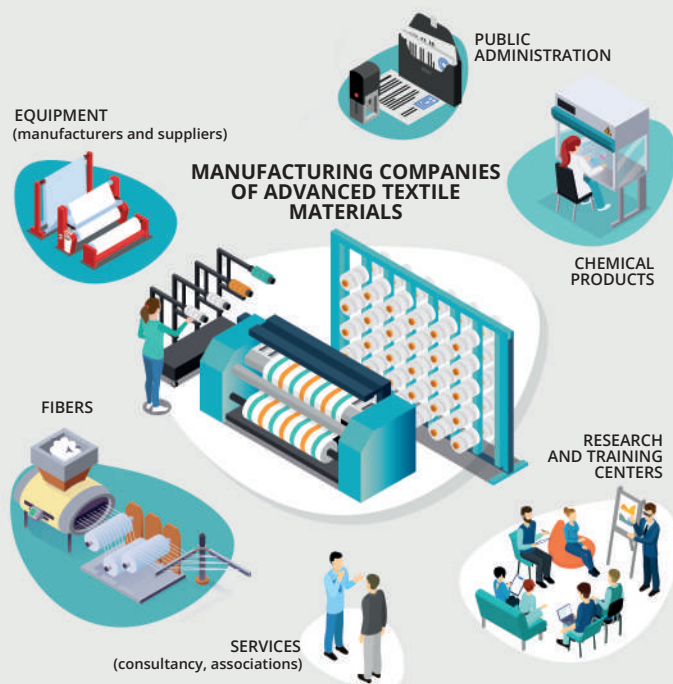 PUBLIC
ADMINISTRATION
EQUIPMENT
(manufacturers and suppliers)
MANUFACTURING COMPANIES
OF ADVANCED TEXTILE
MATERIALS
CHEMICAL
PRODUCTS
FIBERS
RESEARCH
AND TRAINING
CENTERS
SERVICES
(consultancy, associations)